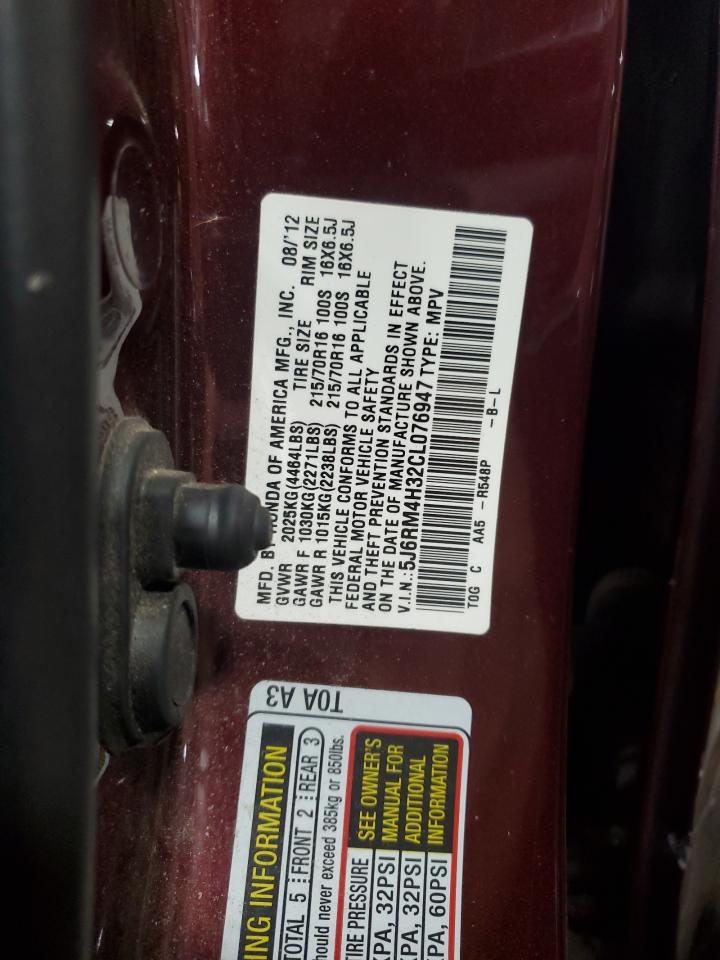 MFD. BY HONDA OF AMERICA MFG., INC. 08/'12
GVWR 2025KG(4464LBS) TIRE SIZE RIM SIZE
GAWR F 1030KG(2271LBS) 215/70R16 100S 16X6.5J
GAWR R 1015KG(2238LBS) 215/70R16 100S 16X6.5J
THIS VEHICLE CONFORMS TO ALL APPLICABLE
FEDERAL MOTOR VEHICLE SAFETY
AND THEFT PREVENTION STANDARDS IN EFFECT
ON THE DATE OF MANUFACTURE SHOWN ABOVE.
V.I.N.:5J6RM4H32CL076947 TYPE: MPV
T0G C AA5 -R548P -B-L
T0A A3
ING INFORMATION
TOTAL 5 FRONT 2 REAR 3
hould never exceed 385kg or 850lbs.
TIRE PRESSURE
KPA, 32PSI
KPA, 32PSI
KPA, 60PSI
SEE OWNER'S
MANUAL FOR
ADDITIONAL
INFORMATION